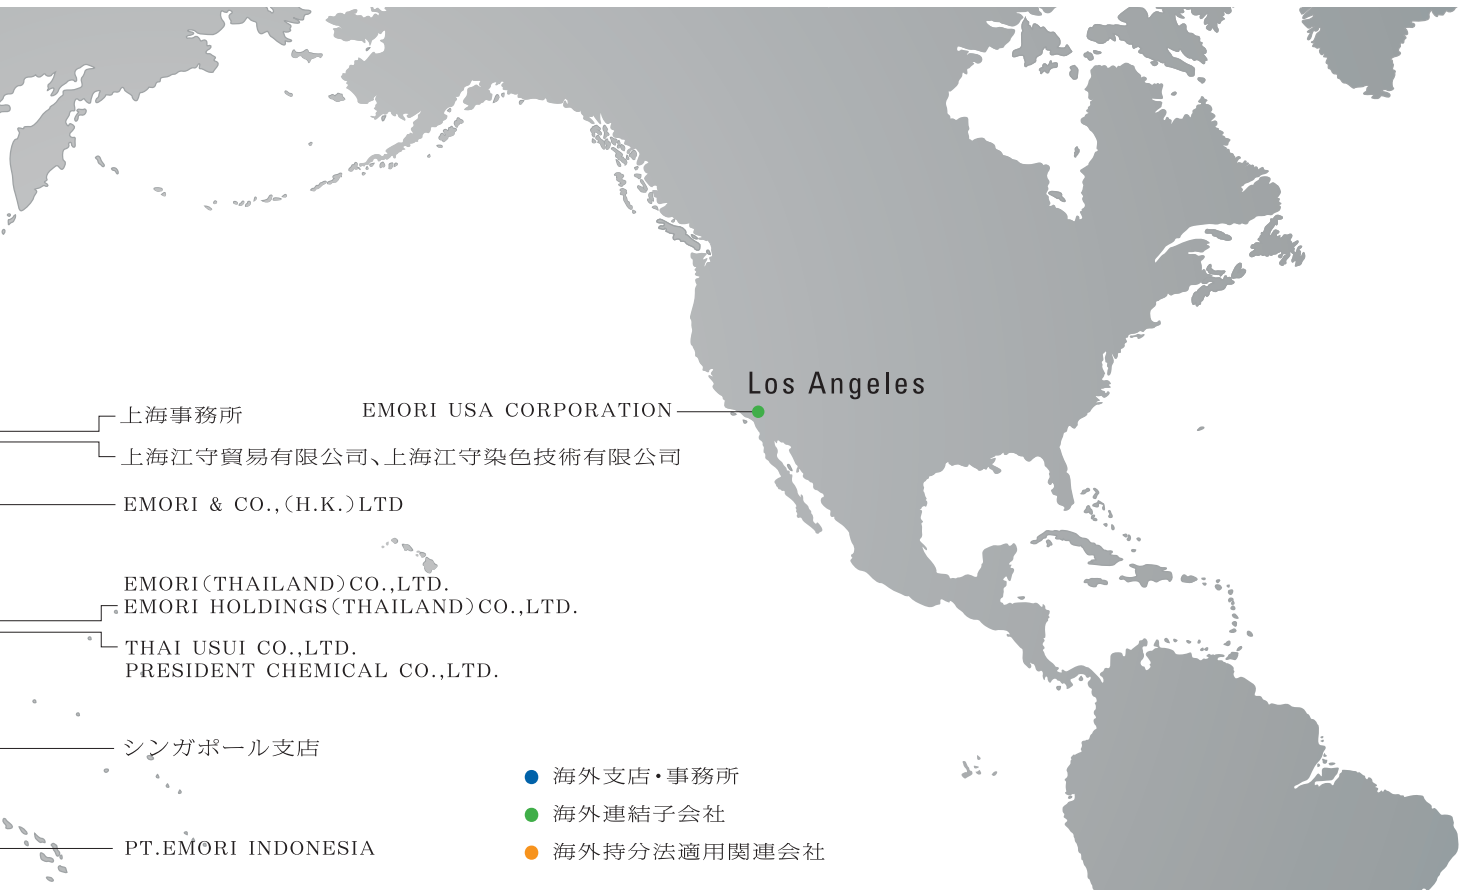 Los Angeles
EMORI USA CORPORATION
上海事務所
上海江守貿易有限公司、上海江守染色技術有限公司
EMORI & CO.,(H.K.)LTD
EMORI(THAILAND)CO.,LTD.
EMORI HOLDINGS(THAILAND)CO.,LTD.
THAI USUI CO.,LTD.
PRESIDENT CHEMICAL CO.,LTD.
シンガポール支店
PT.EMORI INDONESIA
海外支店・事務所
海外連結子会社
海外持分法適用関連会社